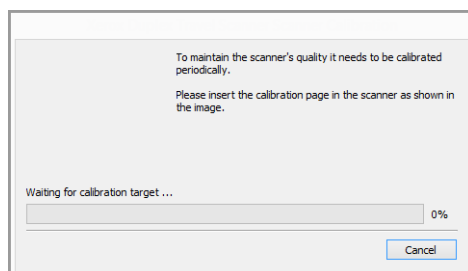 To maintain the scanner's quality it needs to be calibrated
periodically.
Please insert the calibration page in the scanner as shown in
the image.
Waiting for calibration target ...
0%
Cancel